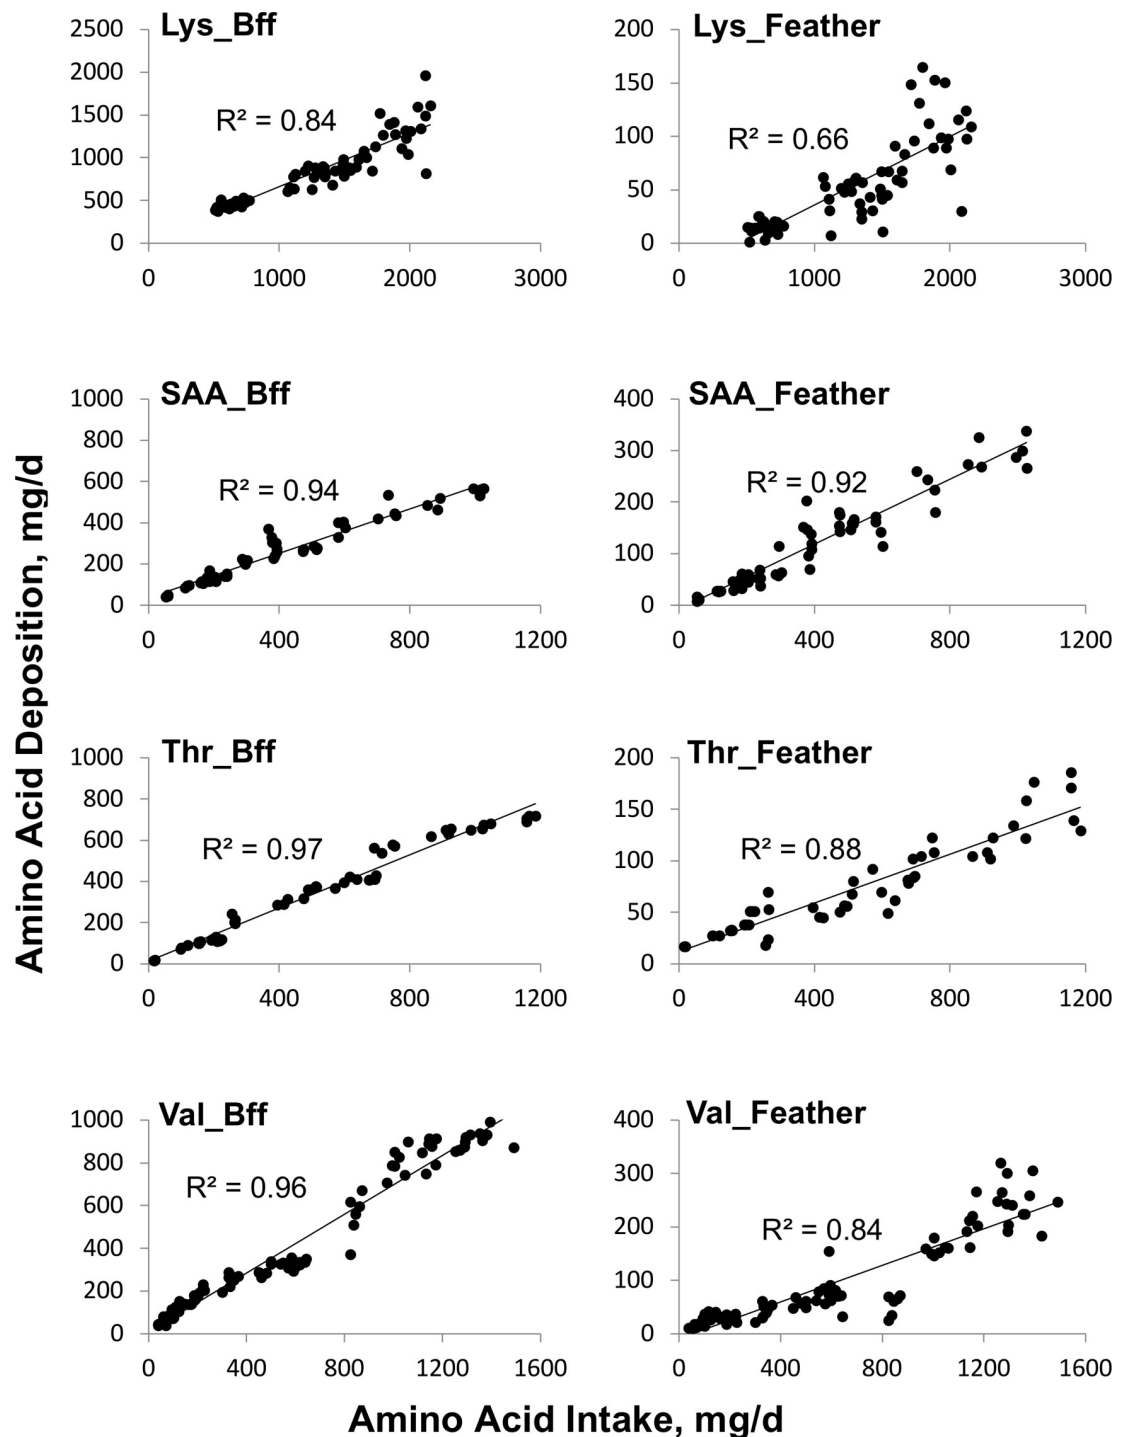 Lys_Bff
2500
2000
1500
1000
500
0
R² = 0.84
0 1000 2000 3000
Lys_Feather
200
150
100
50
0
R² = 0.66
0 1000 2000 3000
SAA_Bff
1000
800
600
400
200
0
R² = 0.94
0 400 800 1200
SAA_Feather
400
300
200
100
0
R² = 0.92
0 400 800 1200
Amino Acid Deposition, mg/d
Thr_Bff
1000
800
600
400
200
0
R² = 0.97
0 400 800 1200
Thr_Feather
200
150
100
50
0
R² = 0.88
0 400 800 1200
Val_Bff
1000
800
600
400
200
0
R² = 0.96
0 400 800 1200 1600
Val_Feather
400
300
200
100
0
R² = 0.84
0 400 800 1200 1600
Amino Acid Intake, mg/d